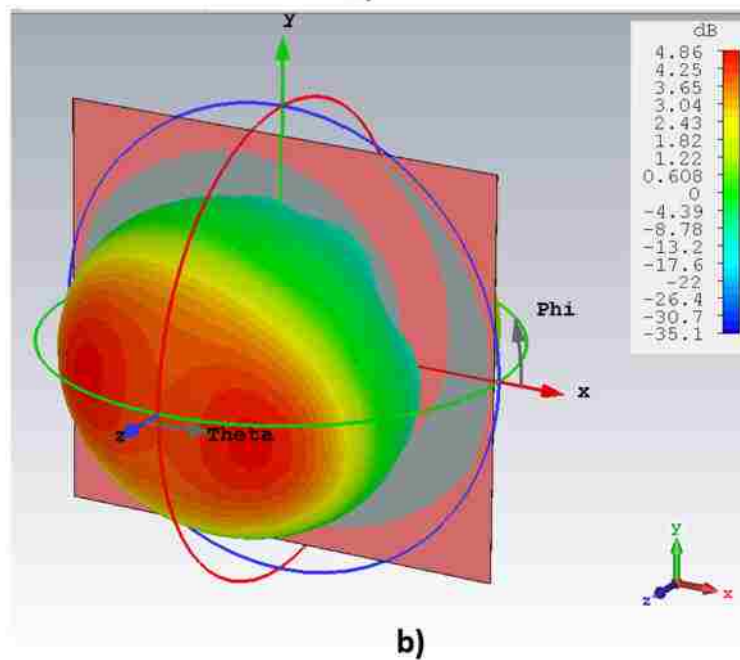 y
dB
4.86
4.25
3.65
3.04
2.43
1.82
1.22
0.608
0
-4.39
-8.78
-13.2
-17.6
-22
-26.4
-30.7
-35.1
Phi
x
z
Theta
y
z
x
b)